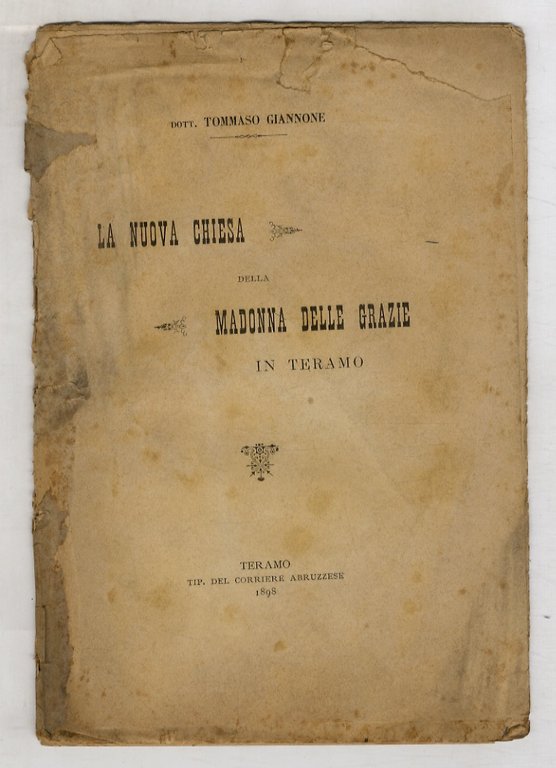 DOTT. TOMMASO GIANNONE
LA NUOVA CHIESA
DELLA
MADONNA DELLE GRAZIE
IN TERAMO
TERAMO
TIP. DEL CORRIERE ABRUZZESE
1898